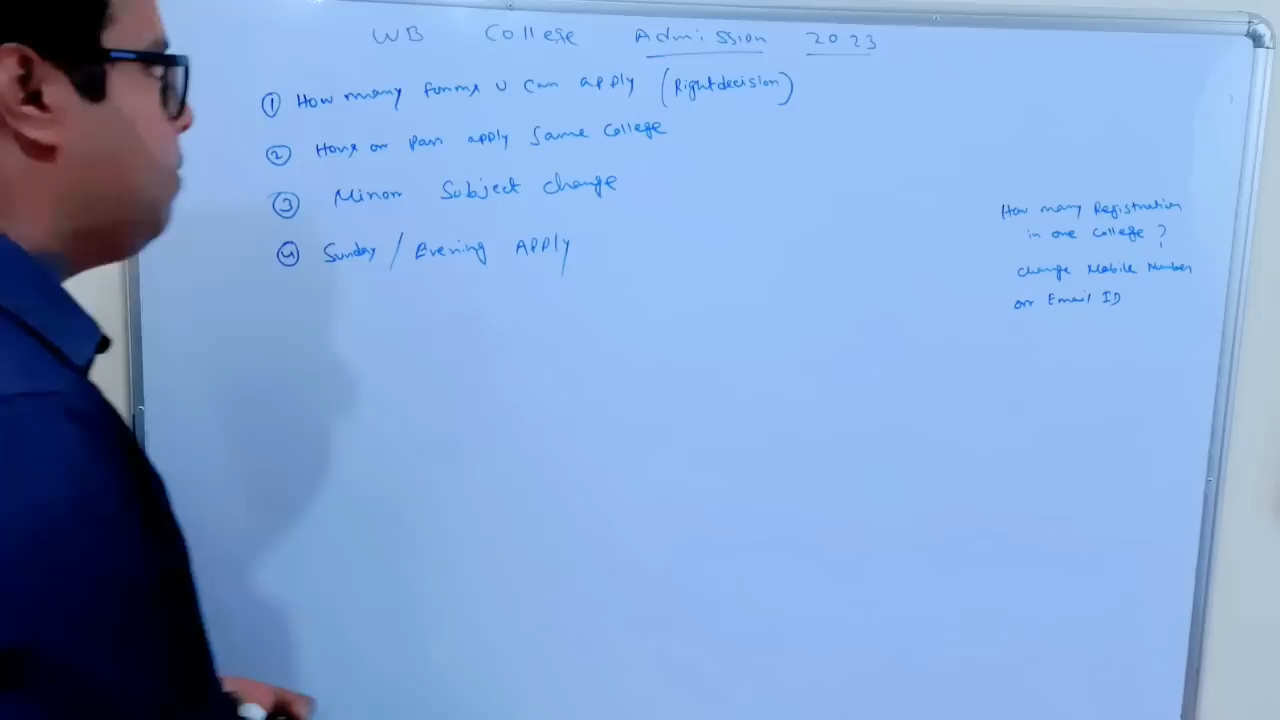 WB College Admission 2023
① How many forms u can apply (Right decision)
② Hons or Pass apply same College
③ Minor Subject change
④ Sunday / Evening Apply
How many Registration
in one College ?
change Mobile Number
or Email ID